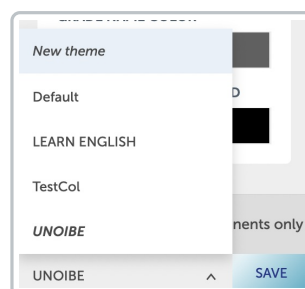 New theme
Default
D
LEARN ENGLISH
TestCol
UNOIBE
nents only
UNOIBE
SAVE